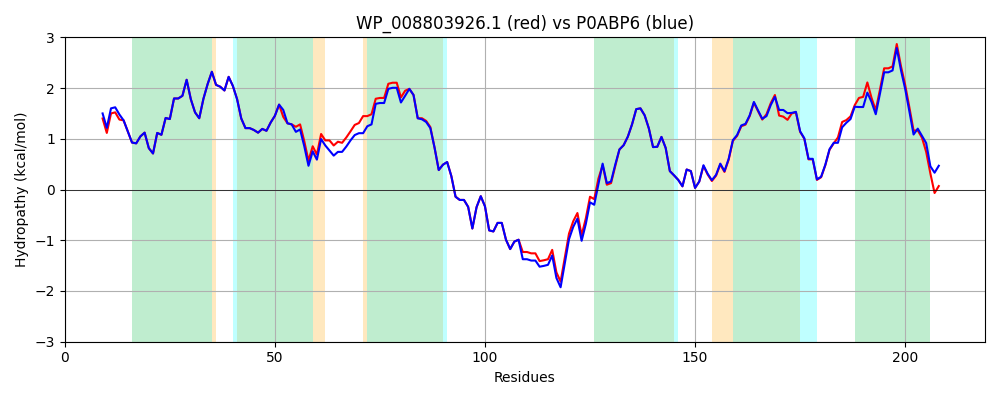 WP_008803926.1 (red) vs P0ABP6 (blue)
3
2
1
0
−1
−2
−3
Hydropathy (kcal/mol)
0 50 100 150 200
Residues